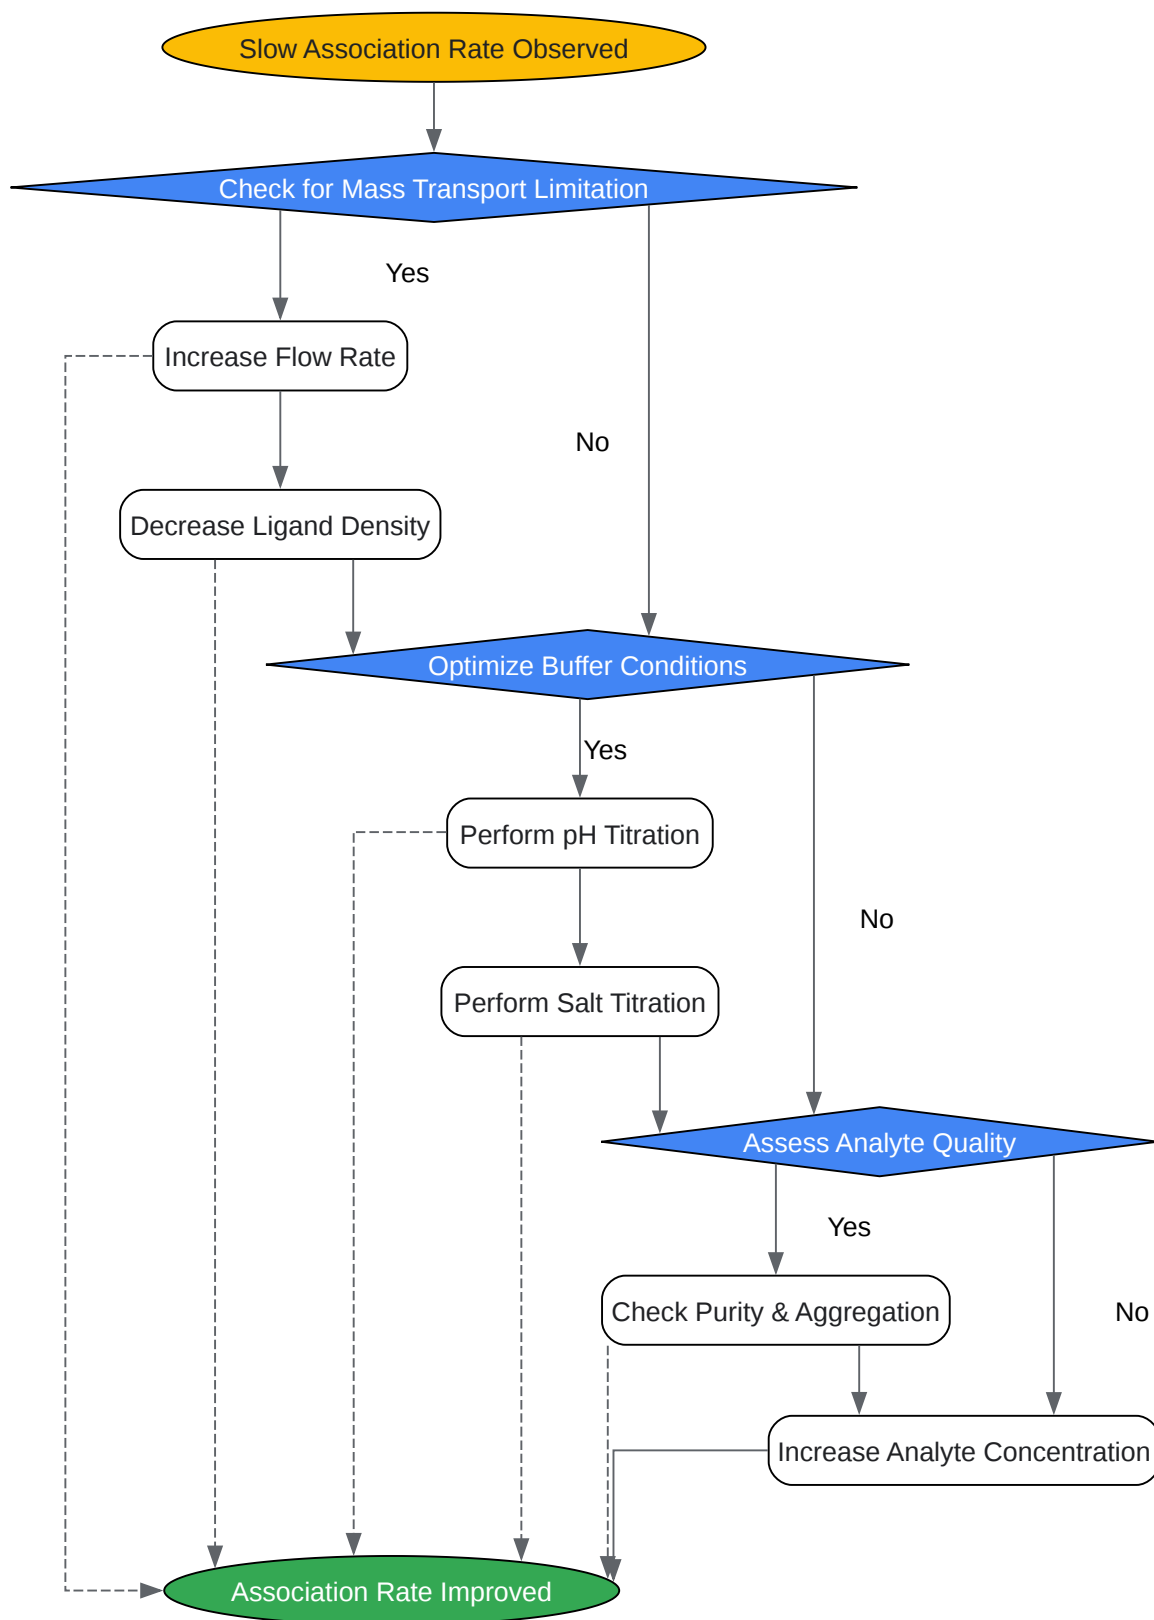 Slow Association Rate Observed
Check for Mass Transport Limitation
Yes
Increase Flow Rate
No
Decrease Ligand Density
Optimize Buffer Conditions
Yes
Perform pH Titration
No
Perform Salt Titration
Assess Analyte Quality
Yes
Check Purity & Aggregation
No
Increase Analyte Concentration
Association Rate Improved